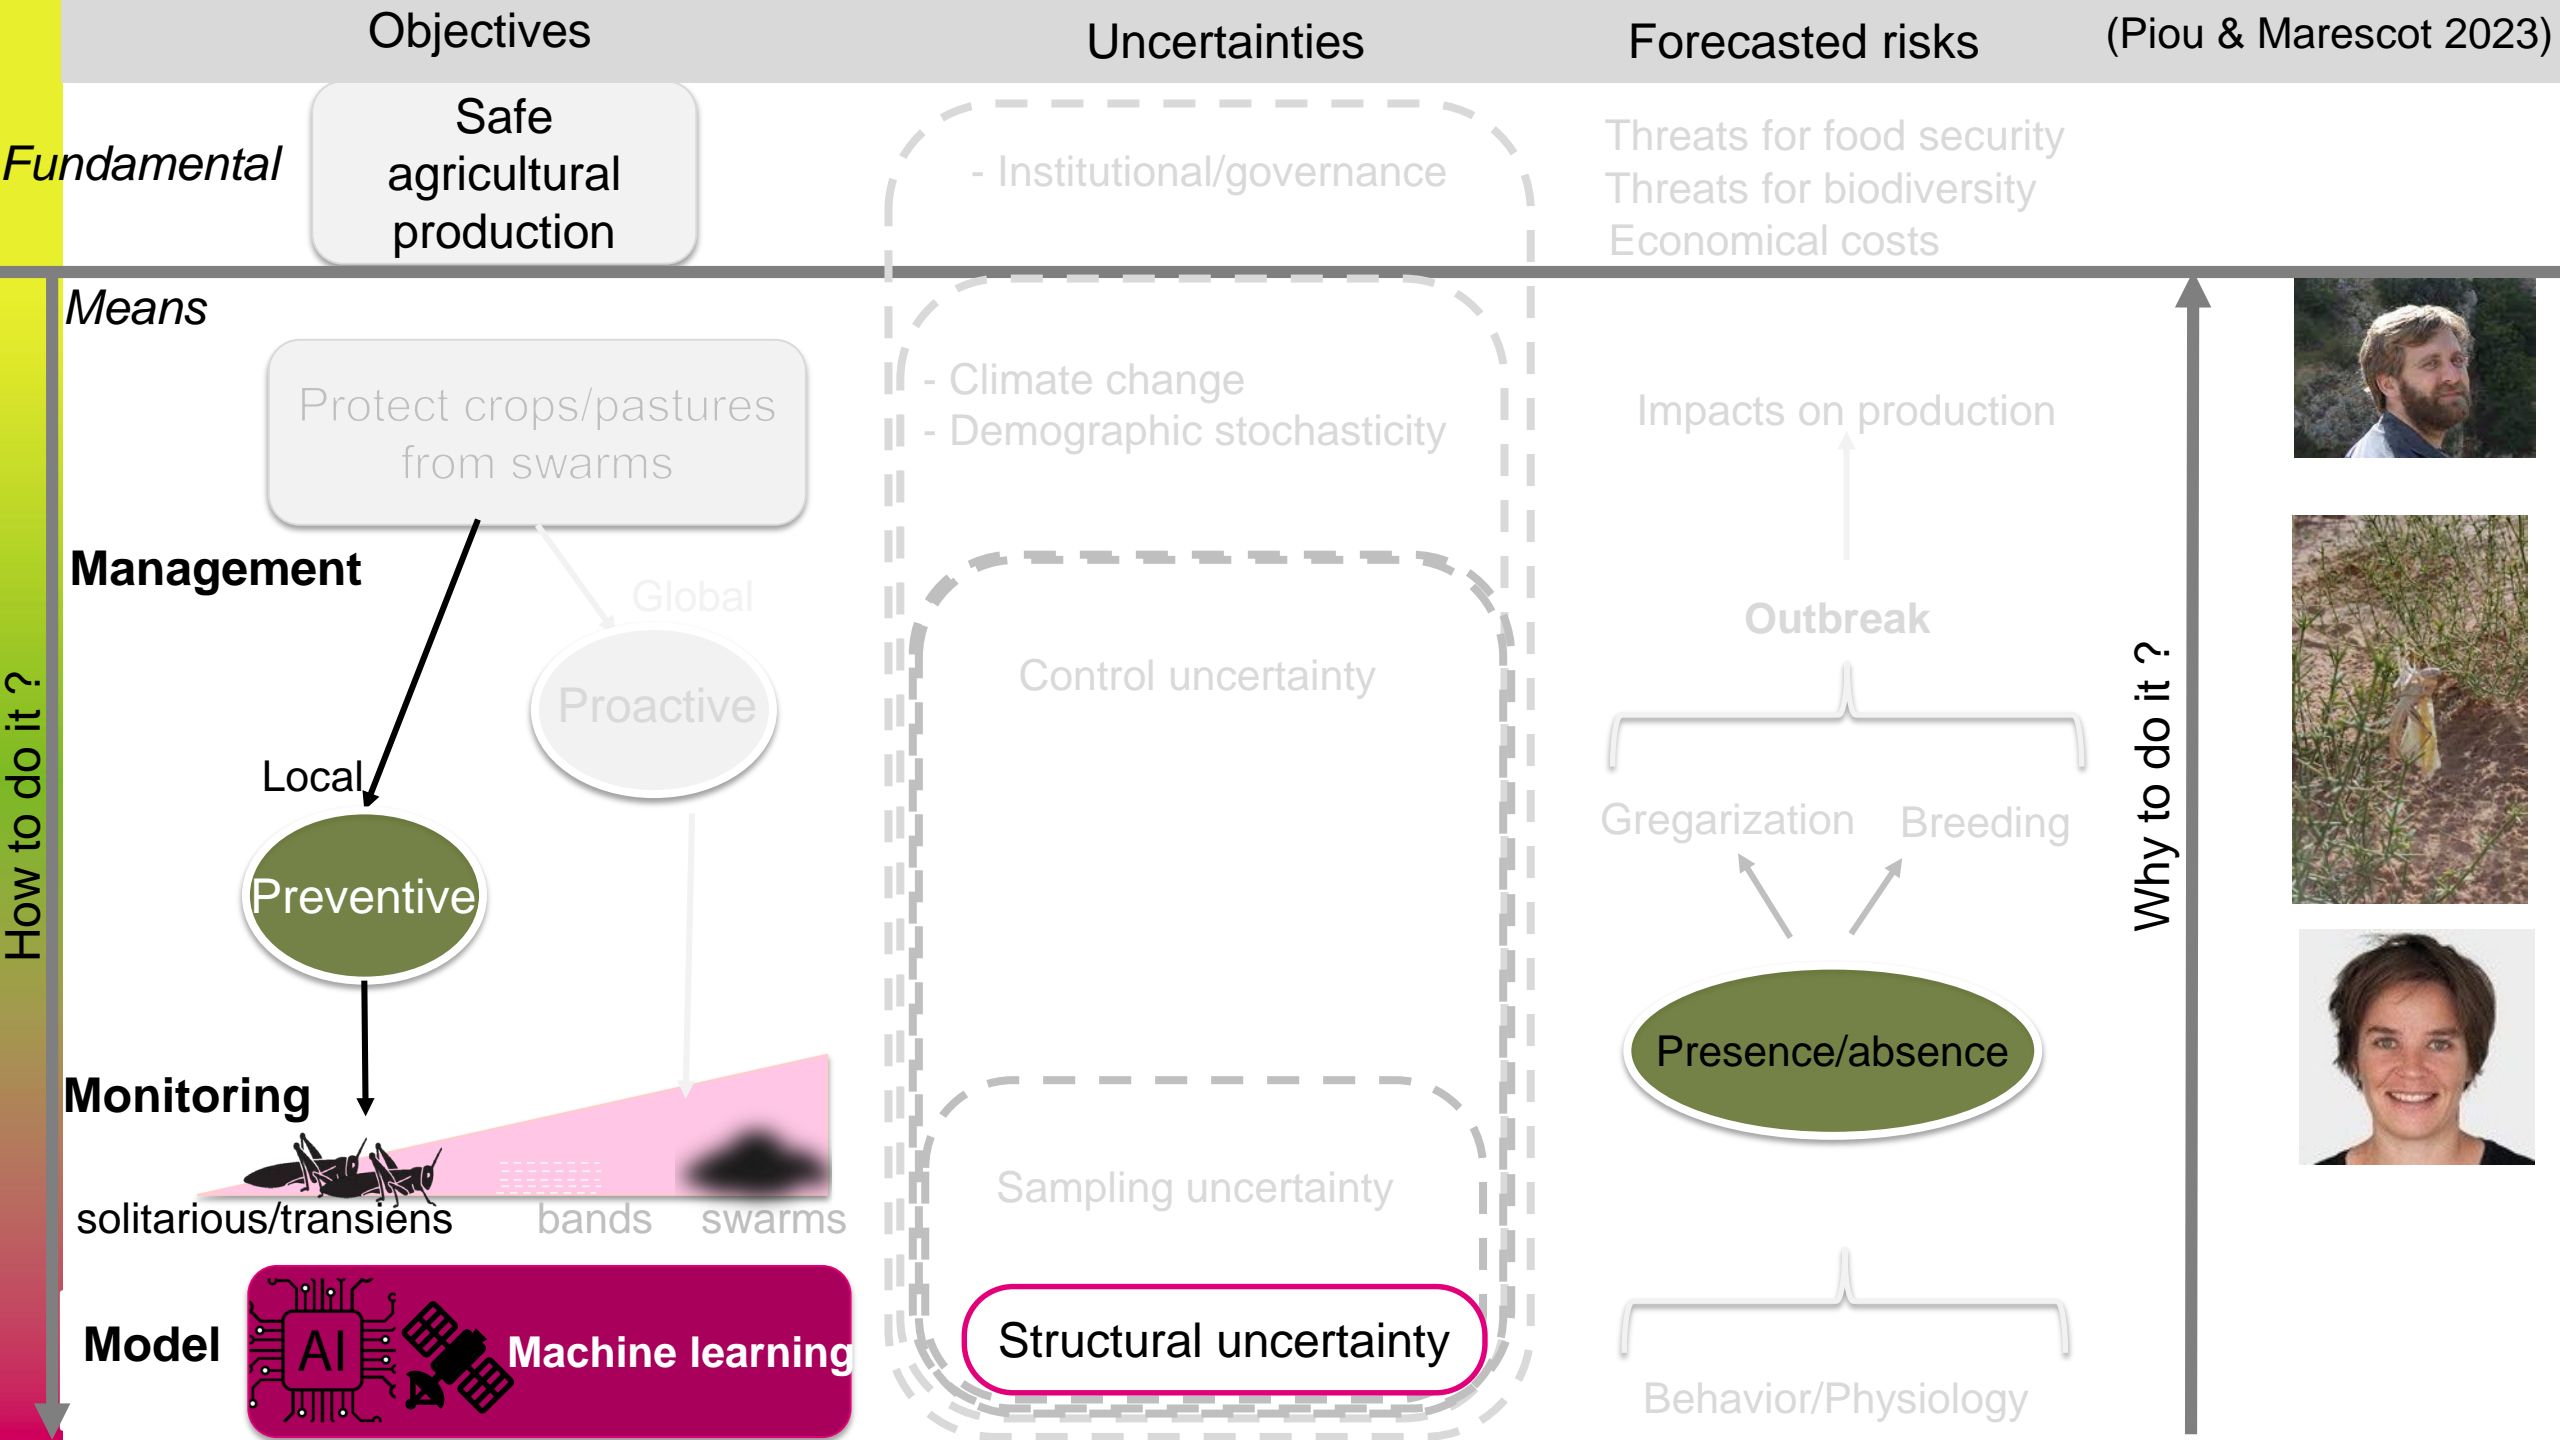 Objectives
Uncertainties
Forecasted risks
(Piou & Marescot 2023)
Fundamental
Safe
agricultural
production
- Institutional/governance
Threats for food security
Threats for biodiversity
Economical costs
Means
Protect crops/pastures
from swarms
- Climate change
- Demographic stochasticity
Impacts on production
Management
Global
Proactive
Control uncertainty
Outbreak
How to do it ?
Why to do it ?
Local
Preventive
Gregarization
Breeding
Presence/absence
Monitoring
solitarious/transiens
bands
swarms
Sampling uncertainty
Model
AI
Machine learning
Structural uncertainty
Behavior/Physiology